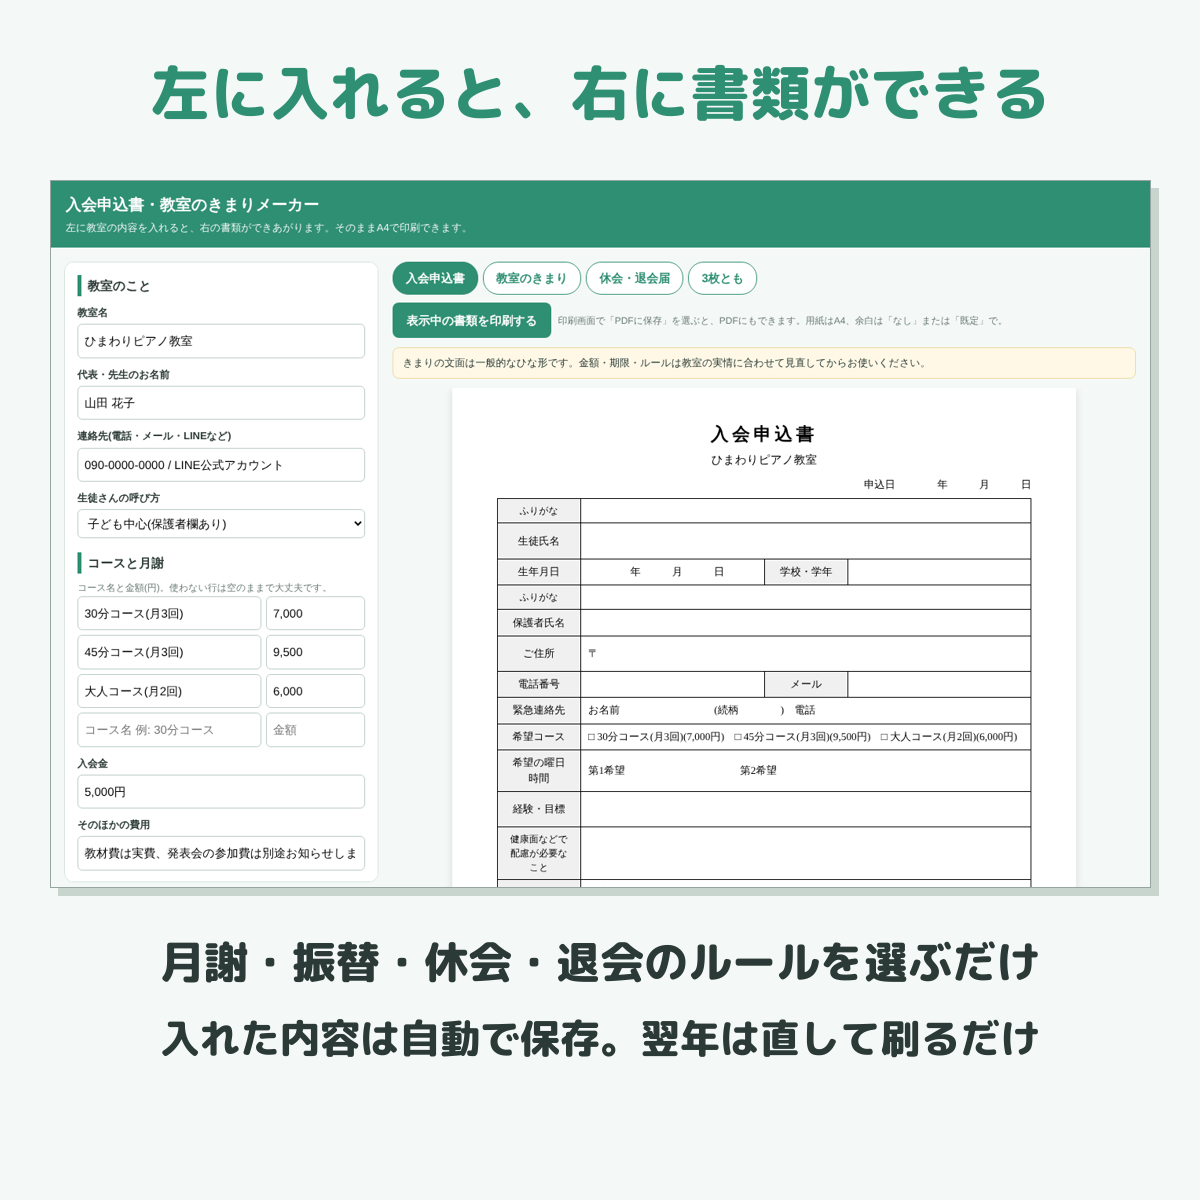 左に入れると、右に書類ができる
入会申込書・教室のきまりメーカー
左に教室の内容を入れると、右の書類ができあがります。そのままA4で印刷できます。
教室のこと
教室名
ひまわりピアノ教室
代表・先生のお名前
山田 花子
連絡先(電話・メール・LINEなど)
090-0000-0000 / LINE公式アカウント
生徒さんの呼び方
子ども中心(保護者欄あり)
コースと月謝
コース名と金額(円)。使わない行は空のままで大丈夫です。
30分コース(月3回) 7,000
45分コース(月3回) 9,500
大人コース(月2回) 6,000
コース名 例: 30分コース 金額
入会金
5,000円
そのほかの費用
教材費は実費、発表会の参加費は別途お知らせしま
入会申込書 教室のきまり 休会・退会届 3枚とも
表示中の書類を印刷する 印刷画面で「PDFに保存」を選ぶと、PDFにもできます。用紙はA4、余白は「なし」または「既定」で。
きまりの文面は一般的なひな形です。金額・期限・ルールは教室の実情に合わせて見直してからお使いください。
入会申込書
ひまわりピアノ教室
申込日 年 月 日
ふりがな
生徒氏名
生年月日 年 月 日 学校・学年
ふりがな
保護者氏名
ご住所 〒
電話番号 メール
緊急連絡先 お名前 (続柄 ) 電話
希望コース □ 30分コース(月3回)(7,000円) □ 45分コース(月3回)(9,500円) □ 大人コース(月2回)(6,000円)
希望の曜日
時間 第1希望 第2希望
経験・目標
健康面などで
配慮が必要な
こと
月謝・振替・休会・退会のルールを選ぶだけ
入れた内容は自動で保存。翌年は直して刷るだけ